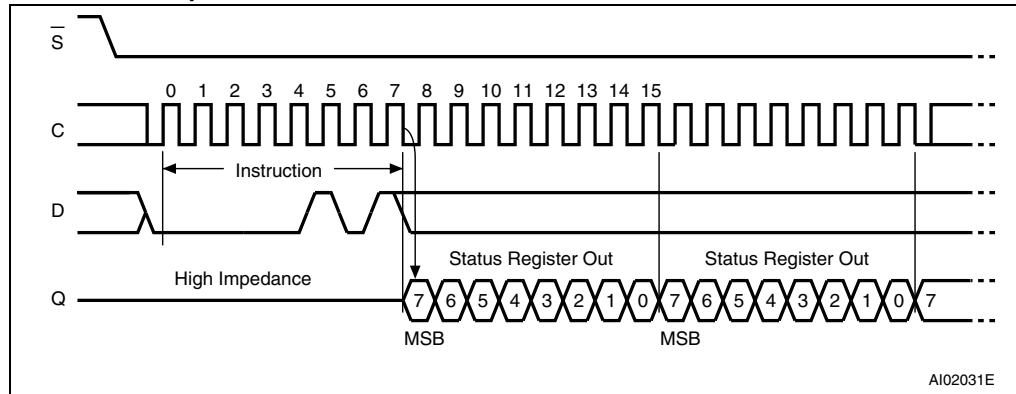 S
0 1 2 3 4 5 6 7 8 9 10 11 12 13 14 15
C
Instruction
D
Status Register Out Status Register Out
High Impedance
Q 7 6 5 4 3 2 1 0 7 6 5 4 3 2 1 0 7
MSB MSB
AI02031E